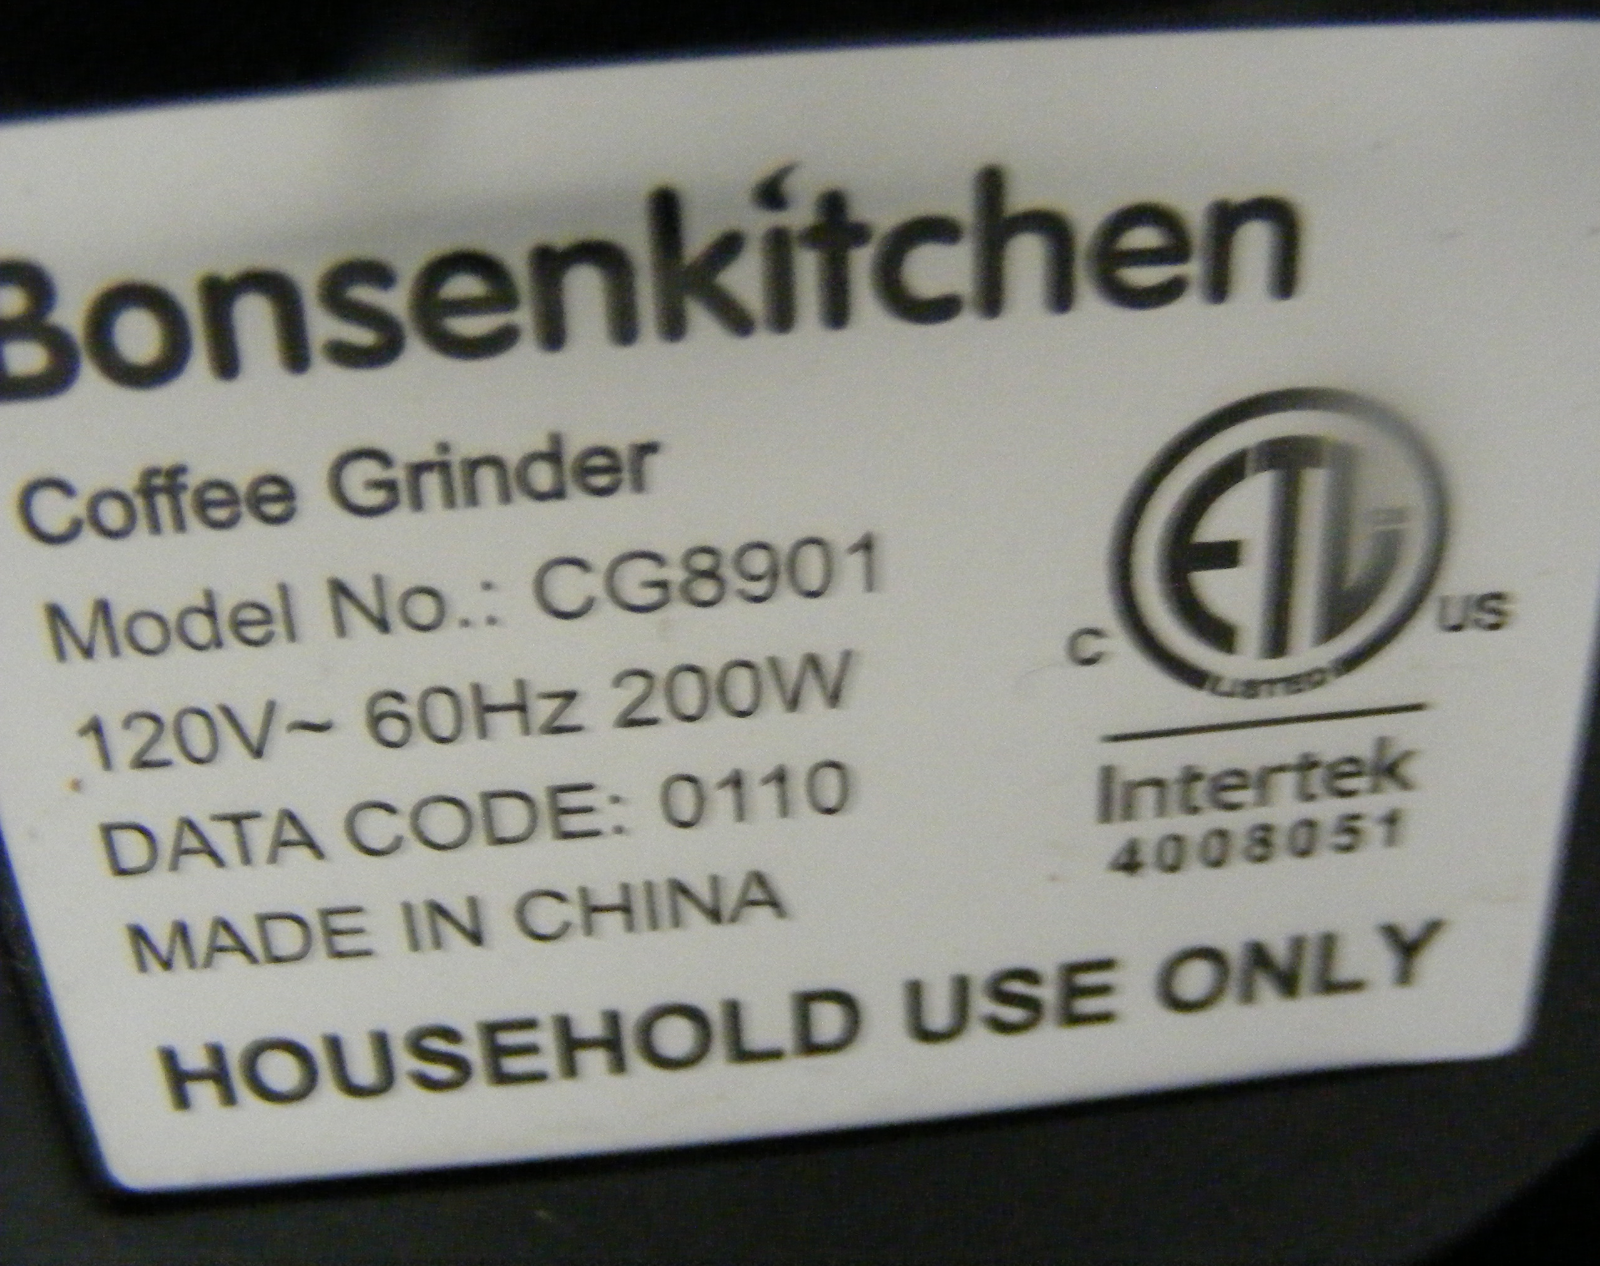 Bonsenkitchen
Coffee Grinder
Model No.: CG8901
120V~ 60Hz 200W
DATA CODE: 0110
MADE IN CHINA
HOUSEHOLD USE ONLY
ETL
C US
LISTED
Intertek
4008051